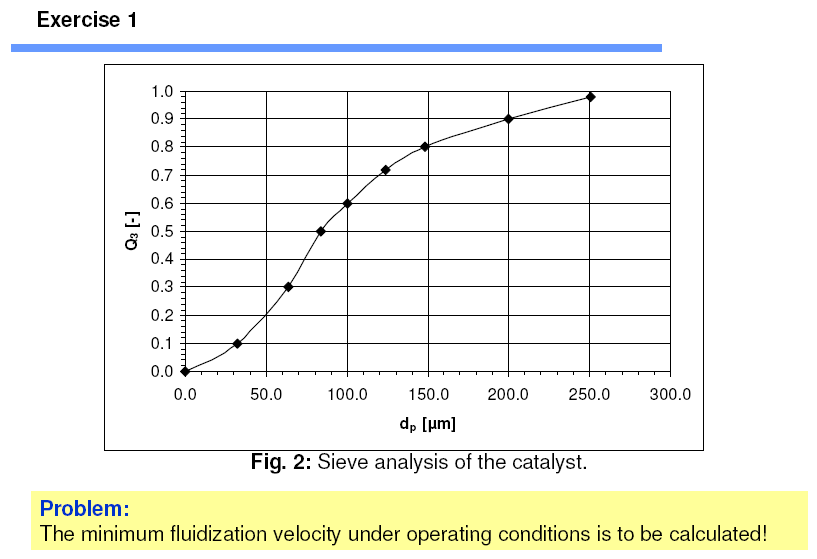 Exercise 1
1.0
0.9
0.8
0.7
0.6
0.5
0.4
0.3
0.2
0.1
0.0
Q3 [-]
0.0 50.0 100.0 150.0 200.0 250.0 300.0
dp [µm]
Fig. 2: Sieve analysis of the catalyst.
Problem:
The minimum fluidization velocity under operating conditions is to be calculated!